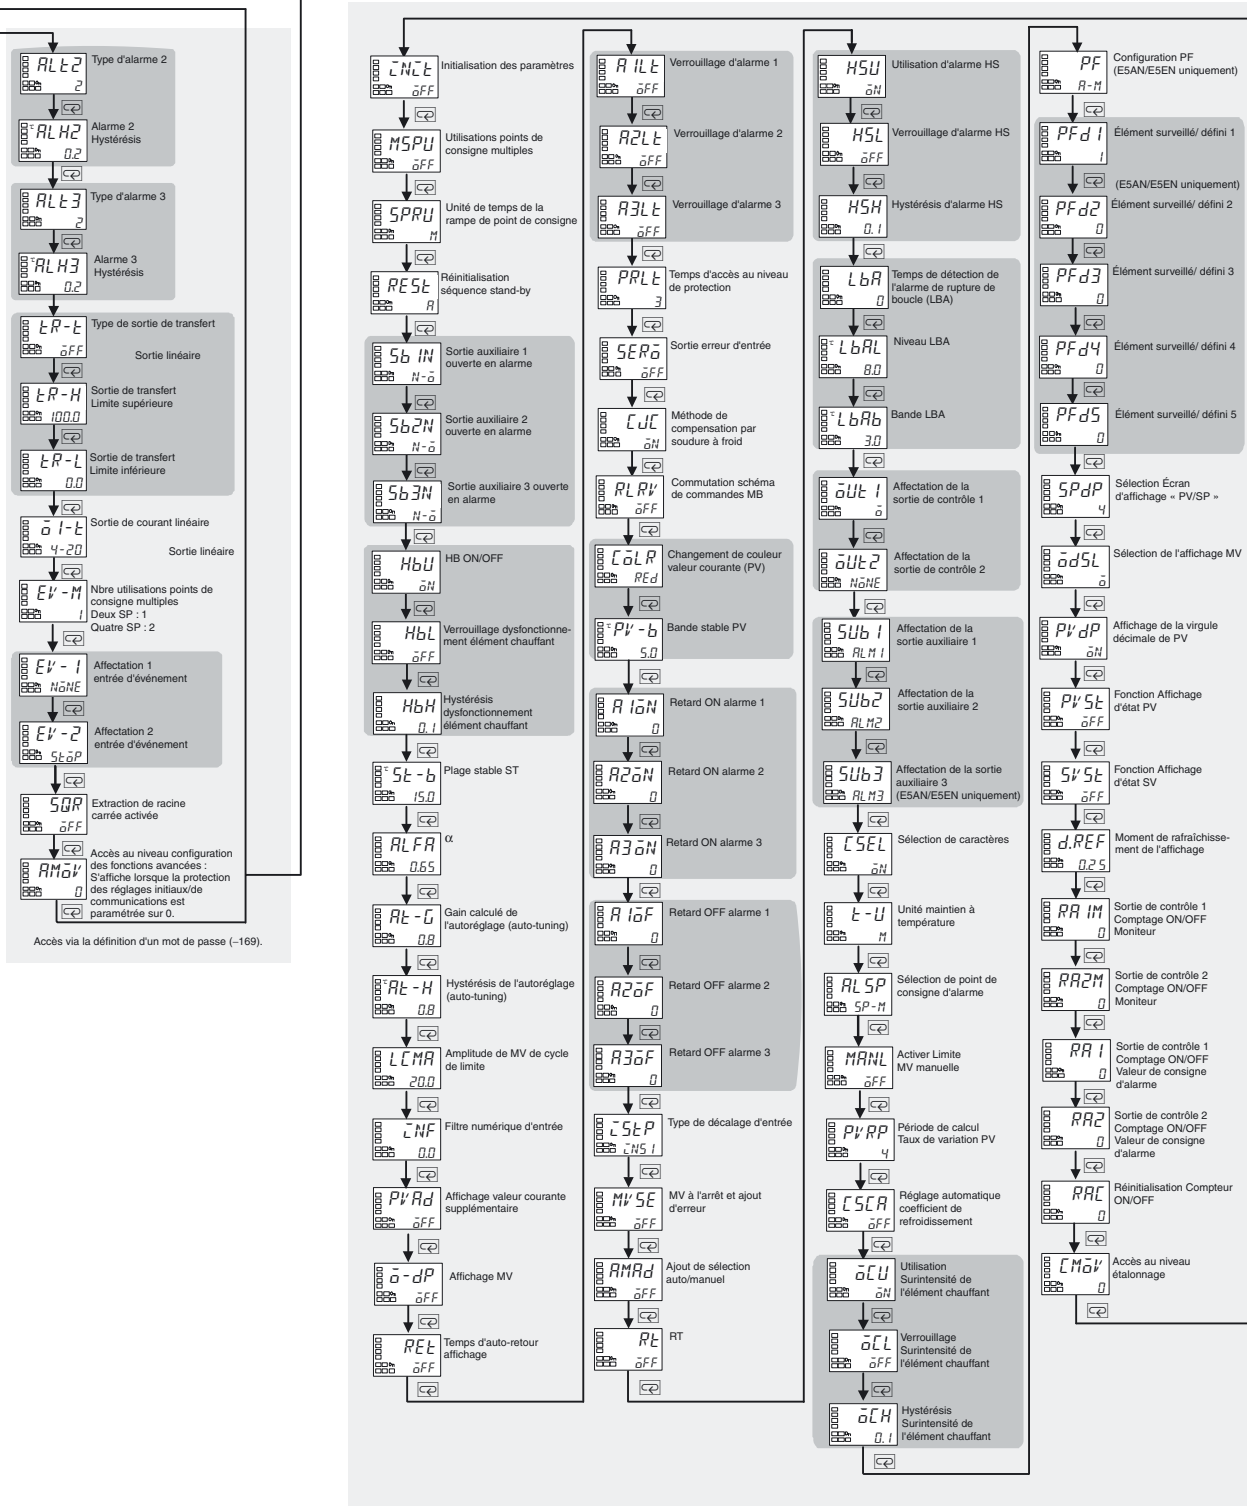 ALt2
2
Type d'alarme 2
ALH2
0.2
Alarme 2
Hystérésis
ALt3
2
Type d'alarme 3
ALH3
0.2
Alarme 3
Hystérésis
tR-t
oFF
Type de sortie de transfert
Sortie linéaire
tR-H
100.0
Sortie de transfert
Limite supérieure
tR-L
0.0
Sortie de transfert
Limite inférieure
o1-t
4-20
Sortie de courant linéaire
Sortie linéaire
EV-M
1
Nbre utilisations points de
consigne multiples
Deux SP : 1
Quatre SP : 2
EV-1
NoNE
Affectation 1
entrée d'événement
EV-2
StoP
Affectation 2
entrée d'événement
SQR
oFF
Extraction de racine
carrée activée
AMoV
0
Accès au niveau configuration
des fonctions avancées :
S'affiche lorsque la protection
des réglages initiaux/de
communications est
paramétrée sur 0.
Accès via la définition d'un mot de passe (–169).
iNit
oFF
Initialisation des paramètres
MSPU
oFF
Utilisations points de
consigne multiples
SPRU
M
Unité de temps de la
rampe de point de consigne
RESt
A
Réinitialisation
séquence stand-by
Sb1N
N-o
Sortie auxiliaire 1
ouverte en alarme
Sb2N
N-o
Sortie auxiliaire 2
ouverte en alarme
Sb3N
N-o
Sortie auxiliaire 3 ouverte
en alarme
HbU
oN
HB ON/OFF
HbL
oFF
Verrouillage dysfonctionne-
ment élément chauffant
HbH
0.1
Hystérésis
dysfonctionnement
élément chauffant
St-b
15.0
Plage stable ST
ALFA
0.65
α
At-G
0.8
Gain calculé de
l'autoréglage (auto-tuning)
At-H
0.8
Hystérésis de l'autoréglage
(auto-tuning)
LCMA
20.0
Amplitude de MV de cycle
de limite
iNF
0.0
Filtre numérique d'entrée
PVAd
oFF
Affichage valeur courante
supplémentaire
o-dP
oFF
Affichage MV
REt
oFF
Temps d'auto-retour
affichage
A1Lt
oFF
Verrouillage d'alarme 1
A2Lt
oFF
Verrouillage d'alarme 2
A3Lt
oFF
Verrouillage d'alarme 3
PRLt
3
Temps d'accès au niveau
de protection
SERo
oFF
Sortie erreur d'entrée
CJC
oN
Méthode de
compensation par
soudure à froid
RLRV
oFF
Commutation schéma
de commandes MB
CoLR
REd
Changement de couleur
valeur courante (PV)
PV-b
5.0
Bande stable PV
A1oN
0
Retard ON alarme 1
A2oN
0
Retard ON alarme 2
A3oN
0
Retard ON alarme 3
A1oF
0
Retard OFF alarme 1
A2oF
0
Retard OFF alarme 2
A3oF
0
Retard OFF alarme 3
iStP
iNS1
Type de décalage d'entrée
MVSE
oFF
MV à l'arrêt et ajout
d'erreur
AMAd
oFF
Ajout de sélection
auto/manuel
Rt
oFF
RT
HSU
oN
Utilisation d'alarme HS
HSL
oFF
Verrouillage d'alarme HS
HSH
0.1
Hystérésis d'alarme HS
LbA
0
Temps de détection de
l'alarme de rupture de
boucle (LBA)
LbAL
8.0
Niveau LBA
LbAb
3.0
Bande LBA
oUt1
o
Affectation de la
sortie de contrôle 1
oUt2
NoNE
Affectation de la
sortie de contrôle 2
SUb1
ALM1
Affectation de la
sortie auxiliaire 1
SUb2
ALM2
Affectation de la
sortie auxiliaire 2
SUb3
ALM3
Affectation de la sortie
auxiliaire 3
(E5AN/E5EN uniquement)
CSEL
oN
Sélection de caractères
t-U
M
Unité maintien à
température
ALSP
SP-M
Sélection de point de
consigne d'alarme
MANL
oFF
Activer Limite
MV manuelle
PVRP
4
Période de calcul
Taux de variation PV
CSCA
oFF
Réglage automatique
coefficient de
refroidissement
oCU
oN
Utilisation
Surintensité de
l'élément chauffant
oCL
oFF
Verrouillage
Surintensité de
l'élément chauffant
oCH
0.1
Hystérésis
Surintensité de
l'élément chauffant
PF
A-M
Configuration PF
(E5AN/E5EN uniquement)
PFd1
1
Élément surveillé/ défini 1
(E5AN/E5EN uniquement)
PFd2
0
Élément surveillé/ défini 2
PFd3
0
Élément surveillé/ défini 3
PFd4
0
Élément surveillé/ défini 4
PFd5
0
Élément surveillé/ défini 5
SPdP
4
Sélection Écran
d'affichage « PV/SP »
odSL
o
Sélection de l'affichage MV
PVdP
oN
Affichage de la virgule
décimale de PV
PVSt
oFF
Fonction Affichage
d'état PV
SVSt
oFF
Fonction Affichage
d'état SV
d.REF
0.25
Moment de rafraîchisse-
ment de l'affichage
RA1M
0
Sortie de contrôle 1
Comptage ON/OFF
Moniteur
RA2M
0
Sortie de contrôle 2
Comptage ON/OFF
Moniteur
RA1
0
Sortie de contrôle 1
Comptage ON/OFF
Valeur de consigne
d'alarme
RA2
0
Sortie de contrôle 2
Comptage ON/OFF
Valeur de consigne
d'alarme
RAC
0
Réinitialisation Compteur
ON/OFF
CMoV
0
Accès au niveau
étalonnage